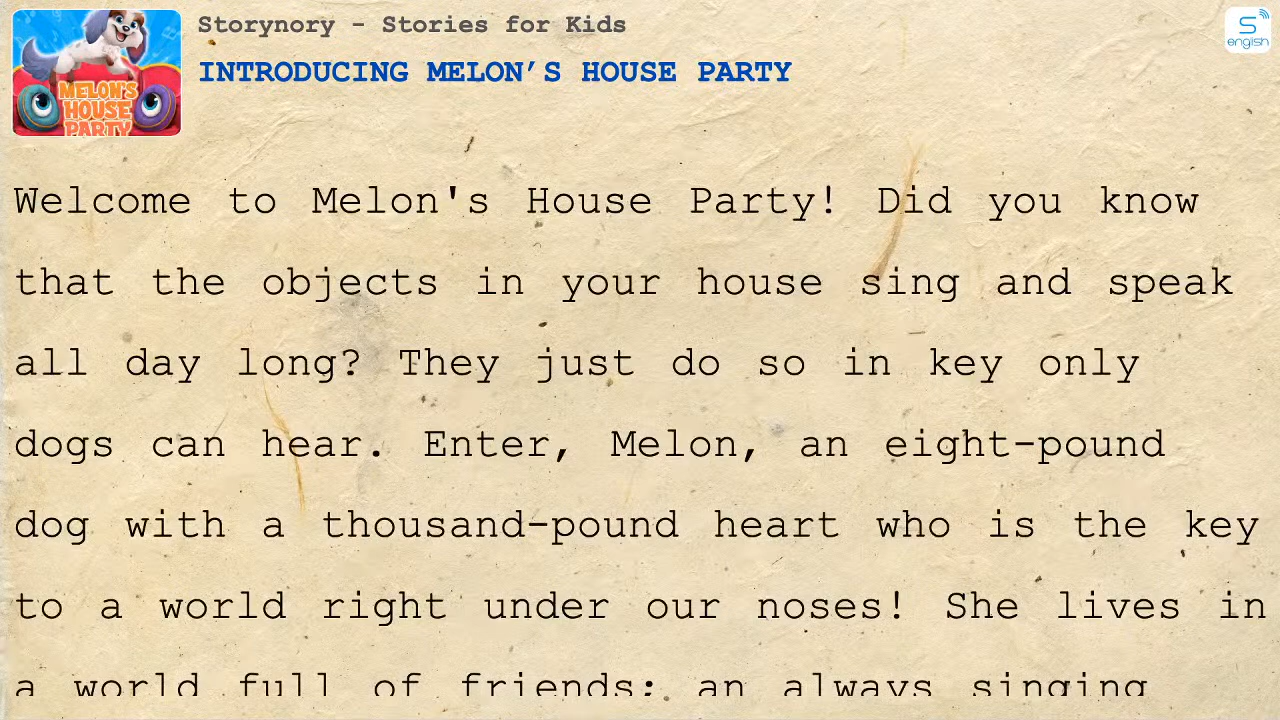 Storynory - Stories for Kids
INTRODUCING MELON’S HOUSE PARTY
S
english
MELON'S
HOUSE
PARTY
Welcome to Melon's House Party! Did you know
that the objects in your house sing and speak
all day long? They just do so in key only
dogs can hear. Enter, Melon, an eight-pound
dog with a thousand-pound heart who is the key
to a world right under our noses! She lives in
a world full of friends: an always singing